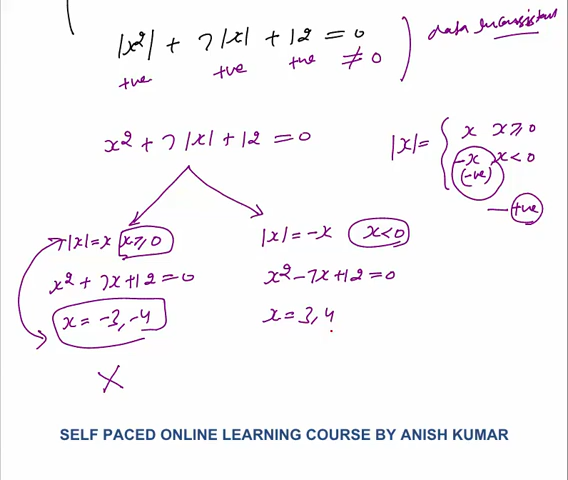 |x²| + 7|x| + 12 = 0
data Inconsistent
+ve +ve +ve ≠ 0
x² + 7|x| + 12 = 0
|x| = { x x ≥ 0
-x x < 0
(-ve)
— +ve
|x| = x x ≥ 0
|x| = -x x < 0
x² + 7x + 12 = 0
x² - 7x + 12 = 0
x = -3, -4
x = 3, 4
X
SELF PACED ONLINE LEARNING COURSE BY ANISH KUMAR